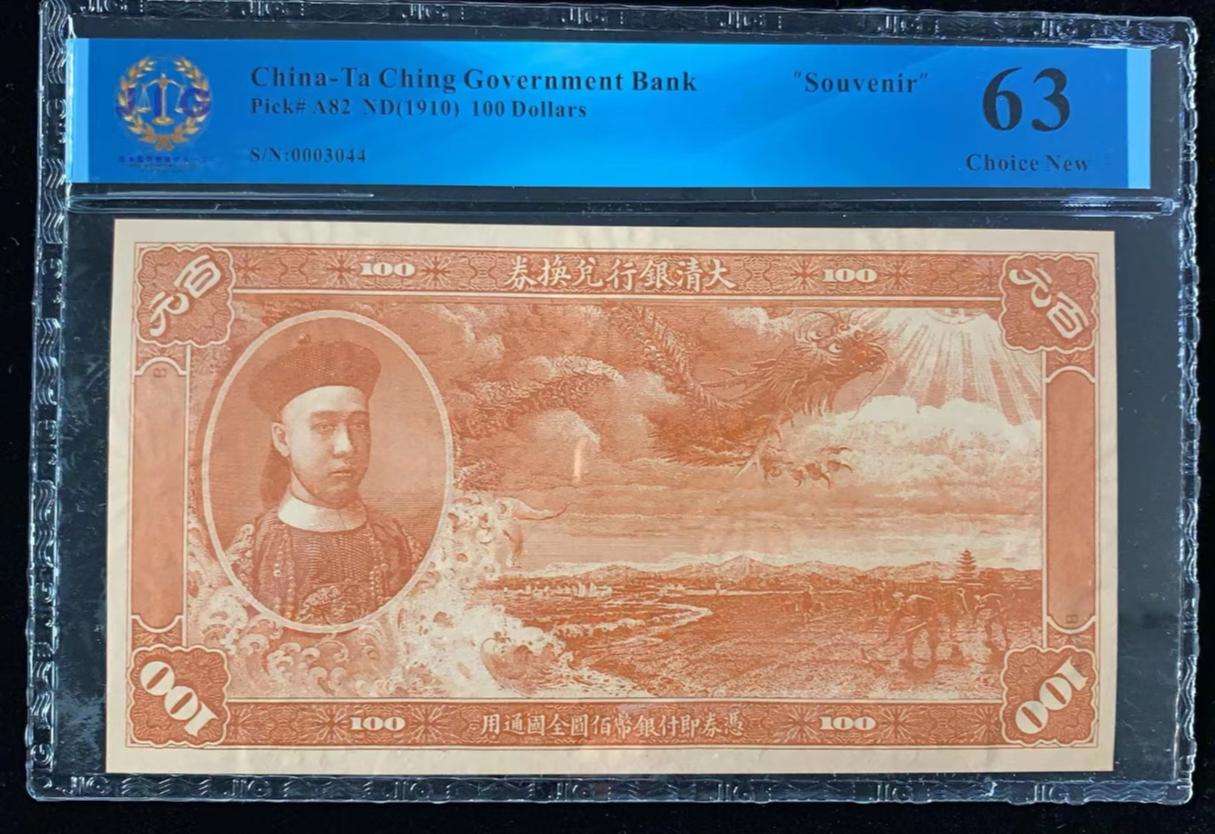 China-Ta Ching Government Bank
"Souvenir"
63
Pick# A82 ND(1910) 100 Dollars
S/N:0003044
Choice New
JIG
百元
100
券換兌行銀清大
100
元百
B
B
100
100
用通國全圓佰幣銀付即券憑
100
100